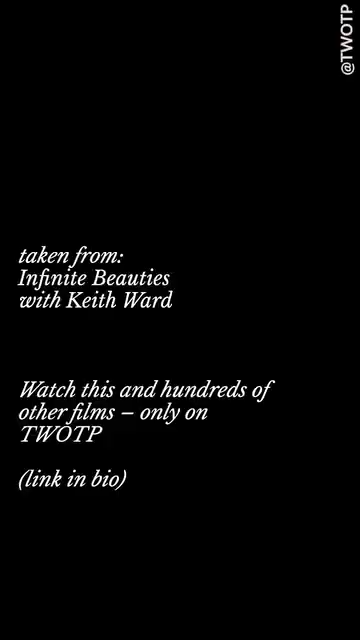 @TWOTP
taken from:
Infinite Beauties
with Keith Ward
Watch this and hundreds of
other films – only on
TWOTP
(link in bio)